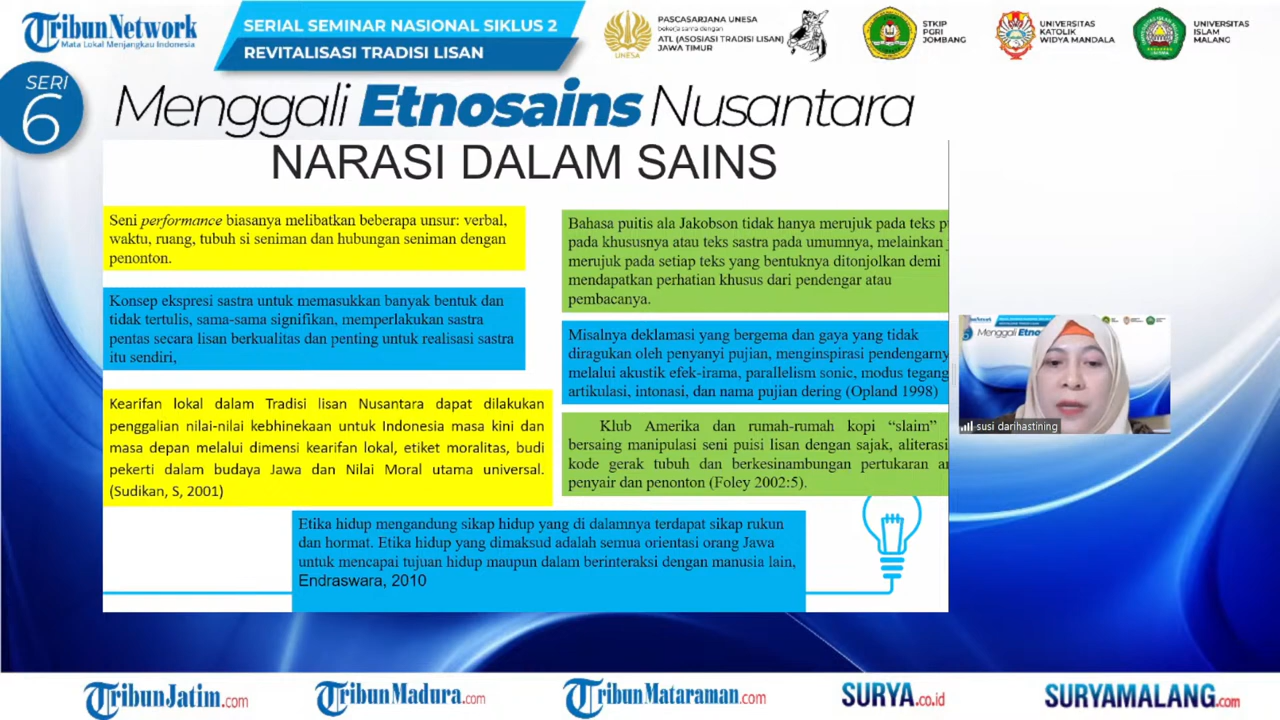 Tribun Network
Mata Lokal Menjangkau Indonesia
SERIAL SEMINAR NASIONAL SIKLUS 2
REVITALISASI TRADISI LISAN
UNESA
PASCASARJANA UNESA
bekerja sama dengan
ATL (ASOSIASI TRADISI LISAN)
JAWA TIMUR
STKIP
PGRI
JOMBANG
UNIVERSITAS
KATOLIK
WIDYA MANDALA
UNIVERSITAS
ISLAM
MALANG
SERI
6
Menggali Etnosains Nusantara
NARASI DALAM SAINS
Seni performance biasanya melibatkan beberapa unsur: verbal,
waktu, ruang, tubuh si seniman dan hubungan seniman dengan
penonton.
Konsep ekspresi sastra untuk memasukkan banyak bentuk dan
tidak tertulis, sama-sama signifikan, memperlakukan sastra
pentas secara lisan berkualitas dan penting untuk realisasi sastra
itu sendiri,
Kearifan lokal dalam Tradisi lisan Nusantara dapat dilakukan
penggalian nilai-nilai kebhinekaan untuk Indonesia masa kini dan
masa depan melalui dimensi kearifan lokal, etiket moralitas, budi
pekerti dalam budaya Jawa dan Nilai Moral utama universal.
(Sudikan, S, 2001)
Bahasa puitis ala Jakobson tidak hanya merujuk pada teks
pada khususnya atau teks sastra pada umumnya, melainkan
merujuk pada setiap teks yang bentuknya ditonjolkan demi
mendapatkan perhatian khusus dari pendengar atau
pembacanya.
Misalnya deklamasi yang bergema dan gaya yang tidak
diragukan oleh penyanyi pujian, menginspirasi pendengarny
melalui akustik efek-irama, parallelism sonic, modus tegang
artikulasi, intonasi, dan nama pujian dering (Opland 1998)
Klub Amerika dan rumah-rumah kopi “slaim”
bersaing manipulasi seni puisi lisan dengan sajak, aliterasi
kode gerak tubuh dan berkesinambungan pertukaran
penyair dan penonton (Foley 2002:5).
Etika hidup mengandung sikap hidup yang di dalamnya terdapat sikap rukun
dan hormat. Etika hidup yang dimaksud adalah semua orientasi orang Jawa
untuk mencapai tujuan hidup maupun dalam berinteraksi dengan manusia lain,
Endraswara, 2010
Menggali Etno
susi darihastining
TribunJatim.com
TribunMadura.com
TribunMataraman.com
SURYA.co.id
SURYAMALANG.com